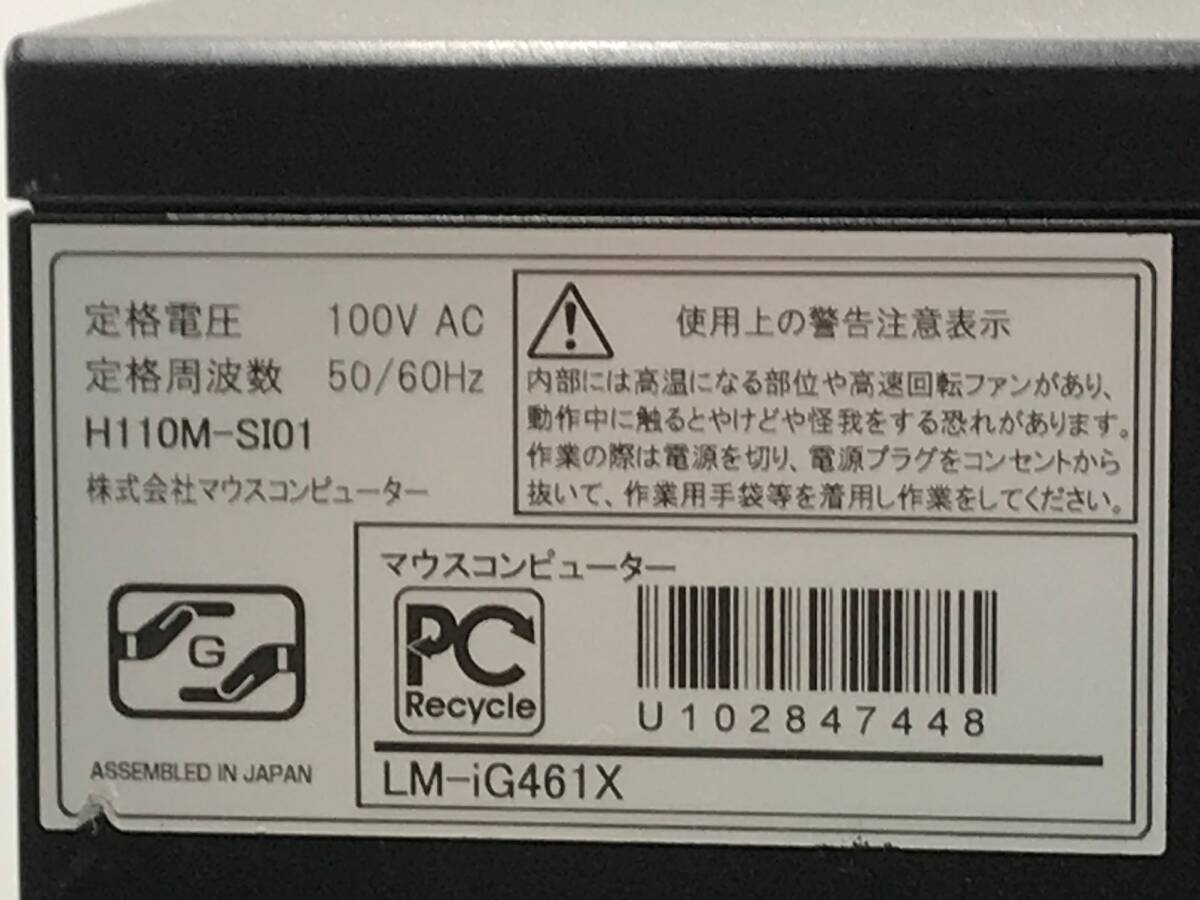 定格電圧 100V AC
定格周波数 50/60Hz
H110M-SI01
株式会社マウスコンピューター
使用上の警告注意表示
内部には高温になる部位や高速回転ファンがあり、
動作中に触るとやけどや怪我をする恐れがあります。
作業の際は電源を切り、電源プラグをコンセントから
抜いて、作業用手袋等を着用し作業をしてください。
G
ASSEMBLED IN JAPAN
マウスコンピューター
PC
Recycle
U102847448
LM-iG461X